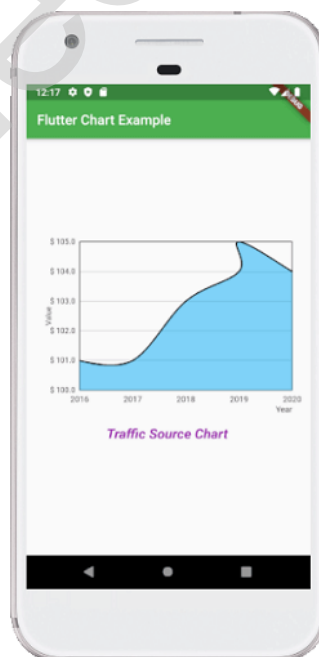 12:17
DEBUG
Flutter Chart Example
$ 105.0
$ 104.0
$ 103.0
$ 102.0
$ 101.0
$ 100.0
Value
2016 2017 2018 2019 2020
Year
Traffic Source Chart